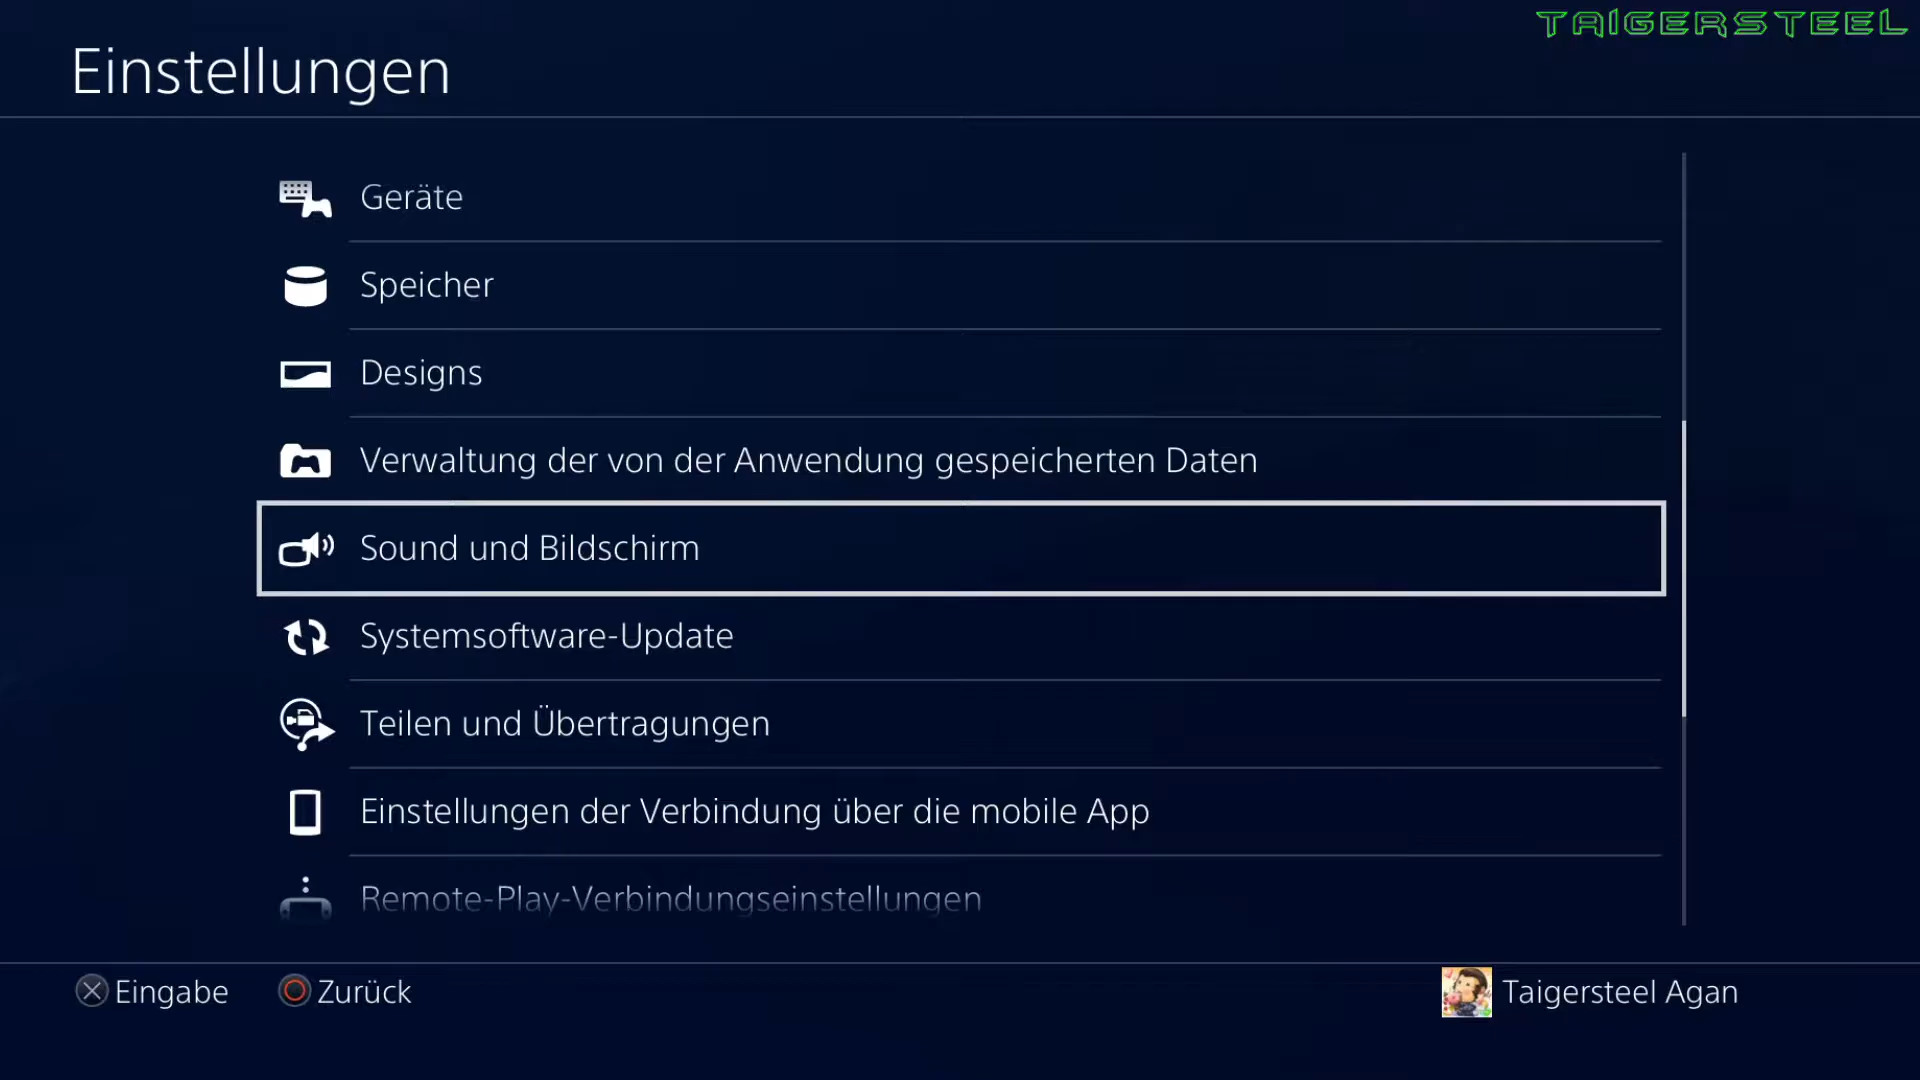 TAIGERSTEEL
Einstellungen
Geräte
Speicher
Designs
Verwaltung der von der Anwendung gespeicherten Daten
Sound und Bildschirm
Systemsoftware-Update
Teilen und Übertragungen
Einstellungen der Verbindung über die mobile App
Remote-Play-Verbindungseinstellungen
Eingabe Zurück Taigersteel Agan